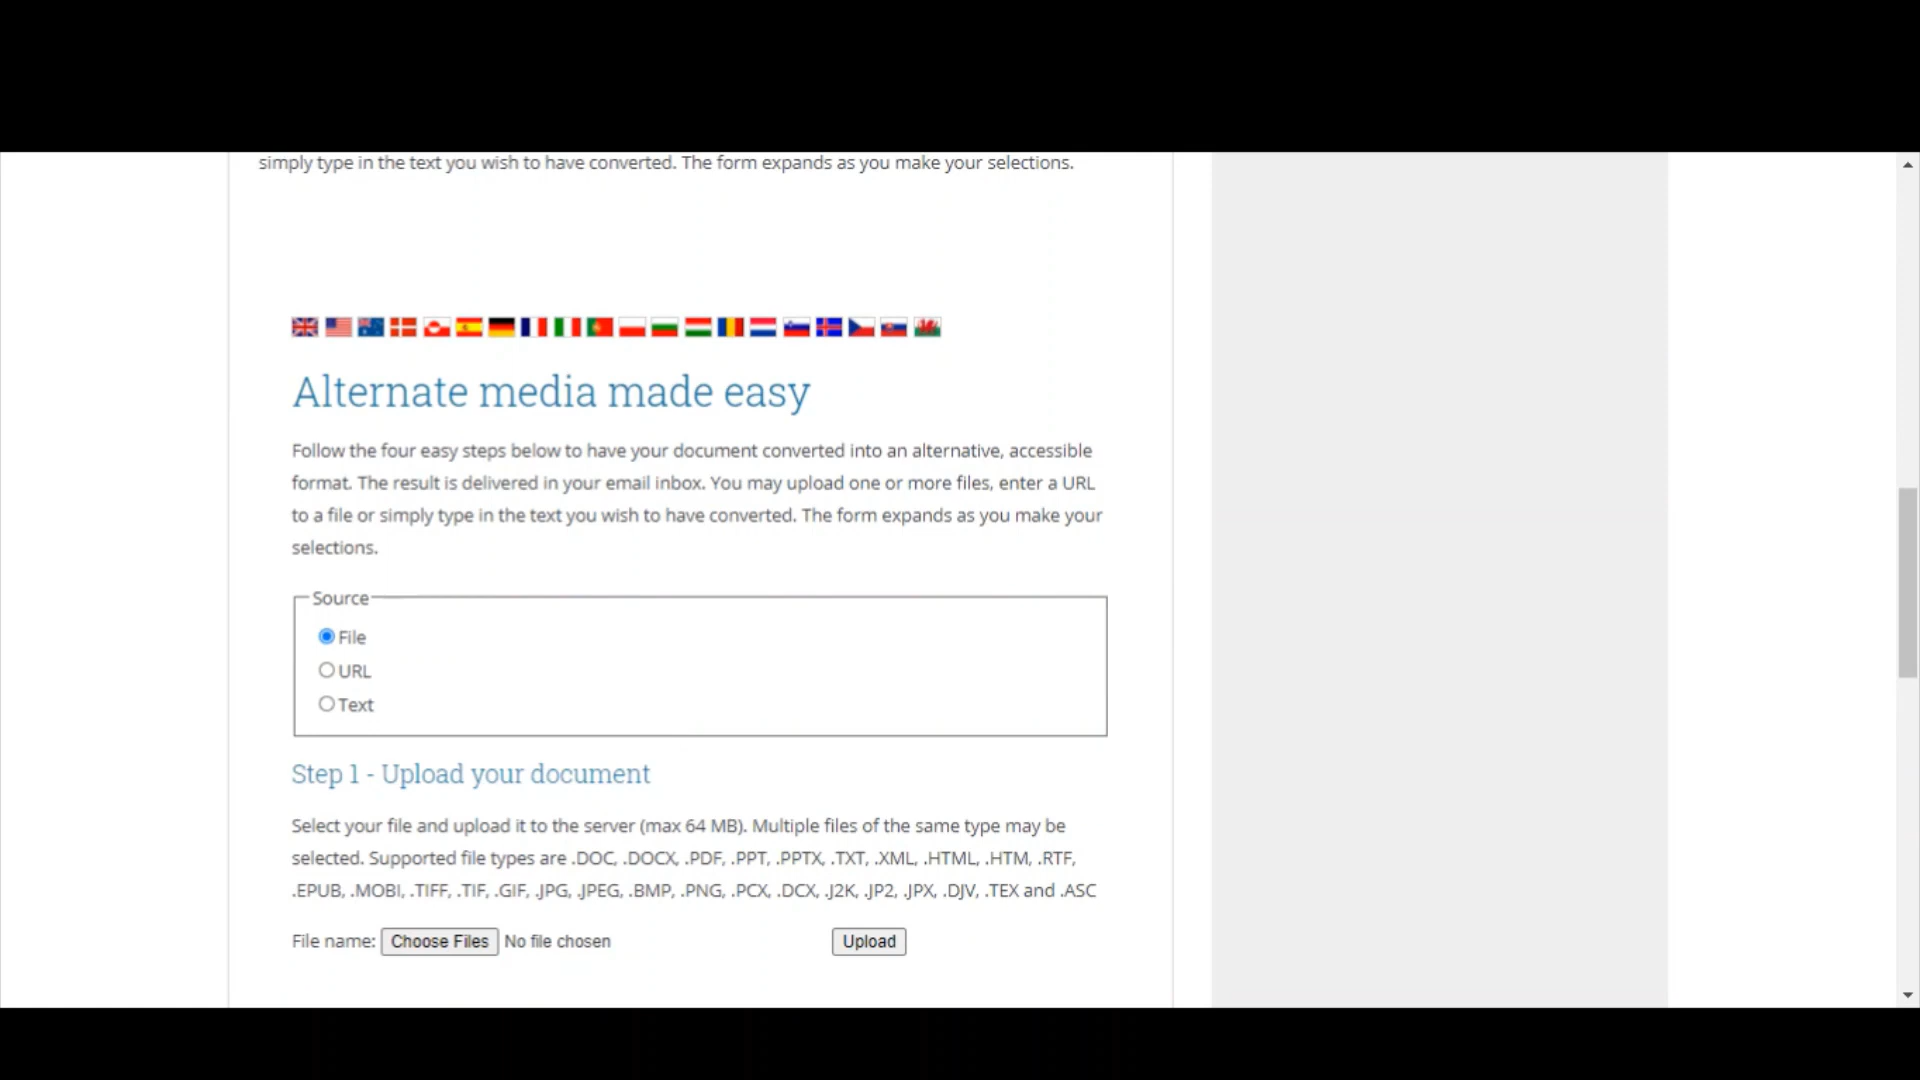 simply type in the text you wish to have converted. The form expands as you make your selections.
Alternate media made easy
Follow the four easy steps below to have your document converted into an alternative, accessible
format. The result is delivered in your email inbox. You may upload one or more files, enter a URL
to a file or simply type in the text you wish to have converted. The form expands as you make your
selections.
Source
File
URL
Text
Step 1 - Upload your document
Select your file and upload it to the server (max 64 MB). Multiple files of the same type may be
selected. Supported file types are .DOC, .DOCX, .PDF, .PPT, .PPTX, .TXT, .XML, .HTML, .HTM, .RTF,
.EPUB, .MOBI, .TIFF, .TIF, .GIF, .JPG, .JPEG, .BMP, .PNG, .PCX, .DCX, .J2K, .JP2, .JPX, .DJV, .TEX and .ASC
File name: Choose Files No file chosen Upload